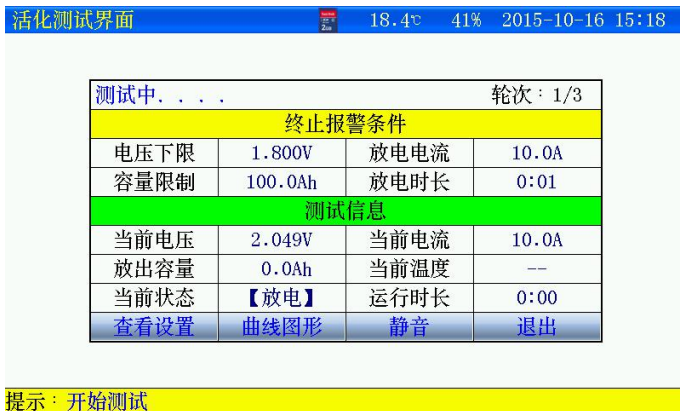 活化测试界面 18.4℃ 41% 2015-10-16 15:18
测试中. . . . 轮次：1/3
终止报警条件
电压下限 1.800V 放电电流 10.0A
容量限制 100.0Ah 放电时长 0:01
测试信息
当前电压 2.049V 当前电流 10.0A
放出容量 0.0Ah 当前温度 --
当前状态 【放电】 运行时长 0:00
查看设置 曲线图形 静音 退出
提示：开始测试